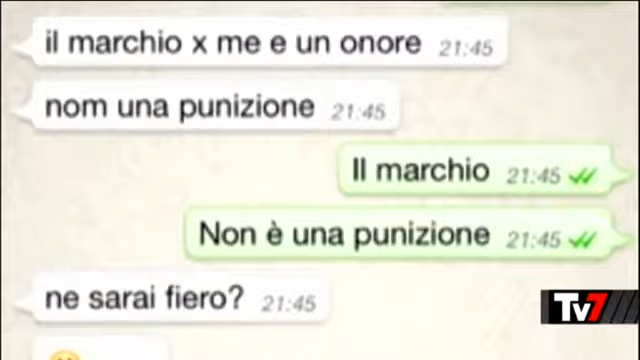 il marchio x me e un onore 21:45
nom una punizione 21:45
Il marchio 21:45
Non è una punizione 21:45
ne sarai fiero? 21:45
Tv7